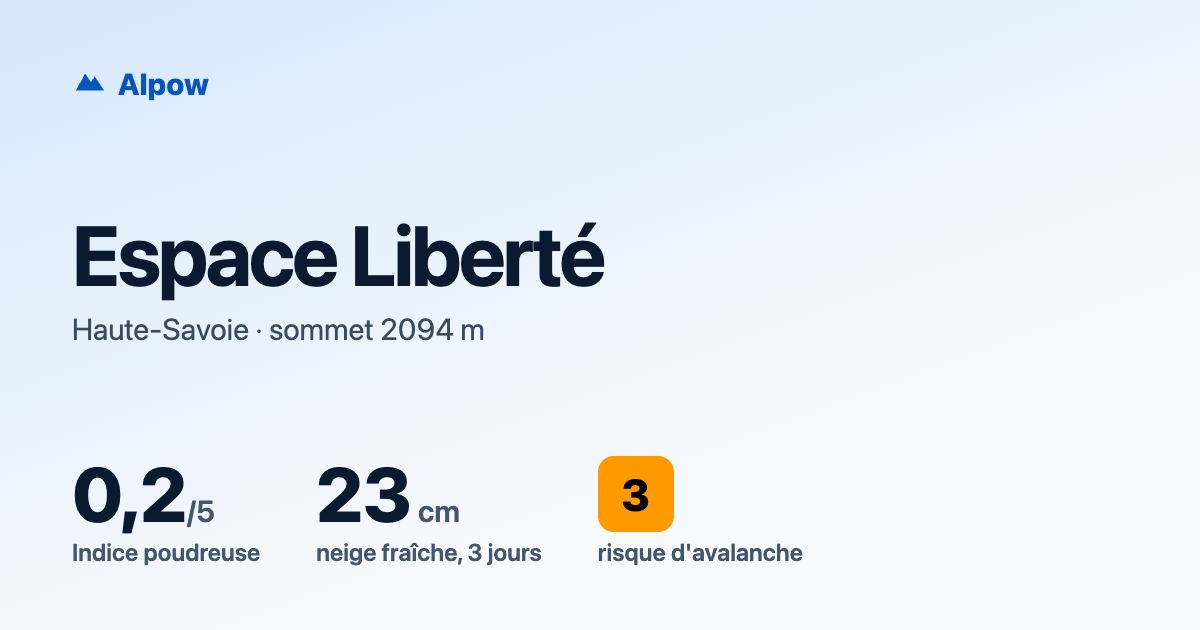 Alpow
Espace Liberté
Haute-Savoie · sommet 2094 m
0,2/5
Indice poudreuse
23 cm
neige fraîche, 3 jours
3
risque d'avalanche